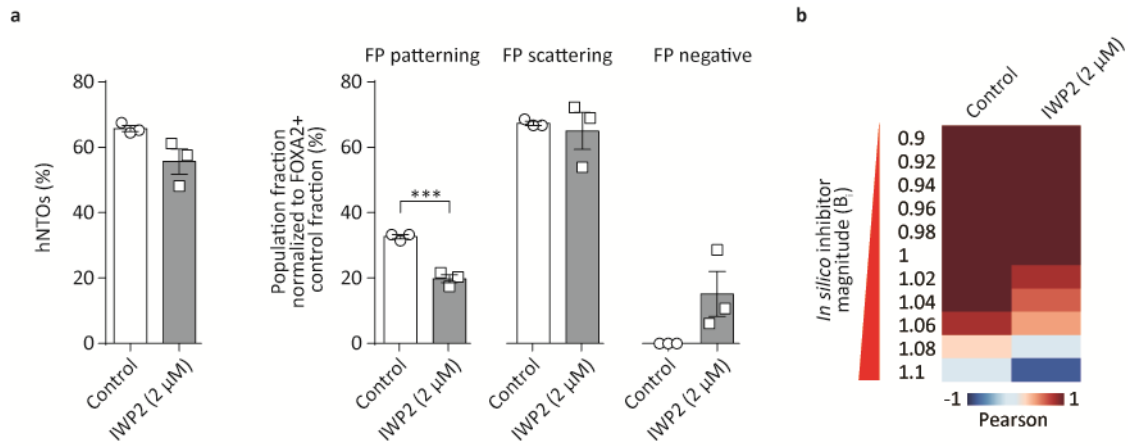 a
hNTOs (%)
80
60
40
20
0
Control
IWP2 (2 μM)
Population fraction
normalized to FOXA2+
control fraction (%)
80
60
40
20
0
FP patterning
***
Control
IWP2 (2 μM)
FP scattering
Control
IWP2 (2 μM)
FP negative
Control
IWP2 (2 μM)
b
Control
IWP2 (2 μM)
In silico inhibitor
magnitude (Bi)
0.9
0.92
0.94
0.96
0.98
1
1.02
1.04
1.06
1.08
1.1
-1 1
Pearson